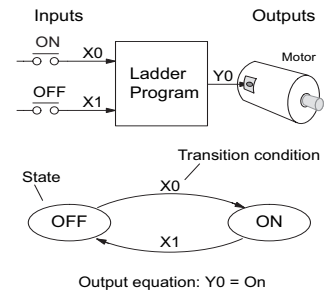 Inputs
Outputs
ON
X0
OFF
X1
Ladder
Program
Y0
Motor
Transition condition
State
X0
OFF
ON
X1
Output equation: Y0 = On